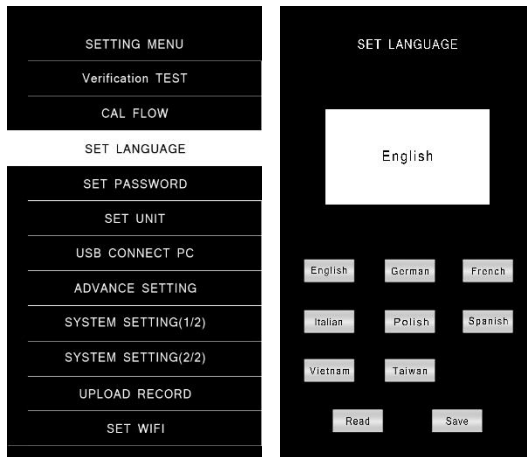 SETTING MENU
Verification TEST
CAL FLOW
SET LANGUAGE
SET PASSWORD
SET UNIT
USB CONNECT PC
ADVANCE SETTING
SYSTEM SETTING(1/2)
SYSTEM SETTING(2/2)
UPLOAD RECORD
SET WIFI
SET LANGUAGE
English
English German French
Italian Polish Spanish
Vietnam Taiwan
Read Save